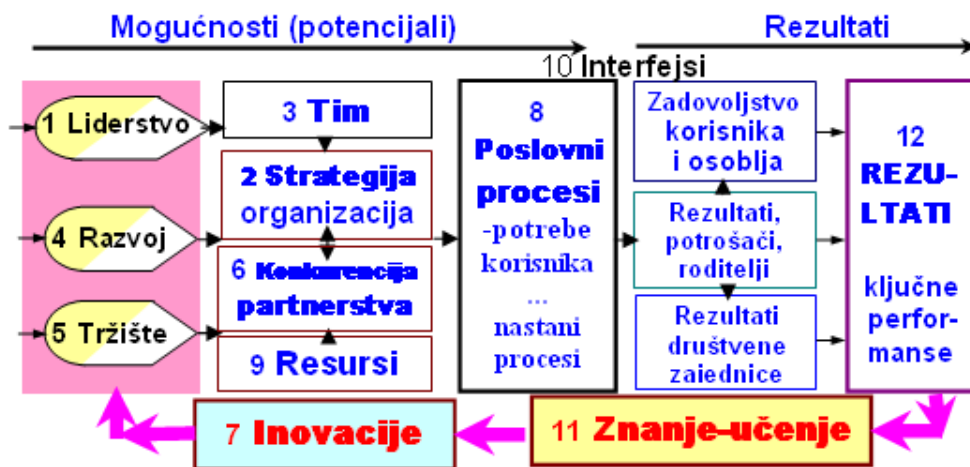 Mogućnosti (potencijali)
Rezultati
10 Interfejsi
1 Liderstvo
4 Razvoj
5 Tržište
3 Tim
2 Strategija
organizacija
6 Konkurencija
partnerstva
9 Resursi
8
Poslovni
procesi
-potrebe
korisnika
...
nastani
procesi
Zadovoljstvo
korisnika
i osoblja
Rezultati,
potrošači,
roditelji
Rezultati
društvene
zaiednice
12
REZU-
LTATI
ključne
perfor-
manse
7 Inovacije
11 Znanje-učenje